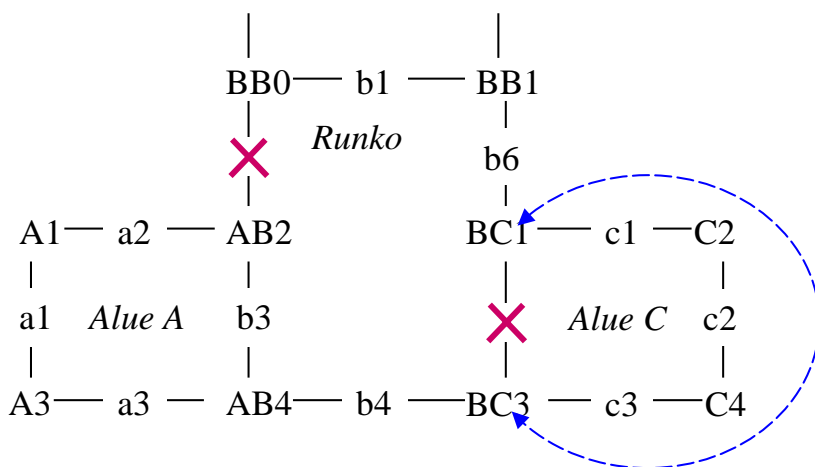 BB0 b1 BB1
Runko
b6
A1 a2 AB2 BC1 c1 C2
a1 Alue A b3 Alue C c2
A3 a3 AB4 b4 BC3 c3 C4